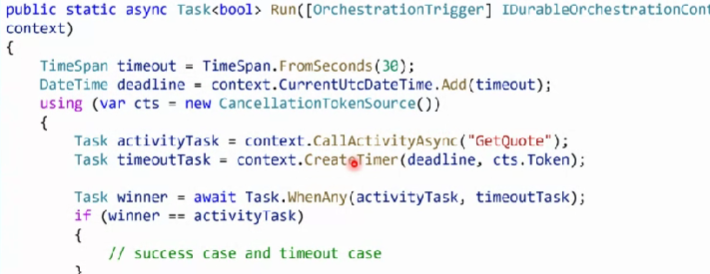 public static async Task<bool> Run([OrchestrationTrigger] IDurableOrchestrationCont
context)
{
TimeSpan timeout = TimeSpan.FromSeconds(30);
DateTime deadline = context.CurrentUtcDateTime.Add(timeout);
using (var cts = new CancellationTokenSource())
{
Task activityTask = context.CallActivityAsync("GetQuote");
Task timeoutTask = context.CreateTimer(deadline, cts.Token);
Task winner = await Task.WhenAny(activityTask, timeoutTask);
if (winner == activityTask)
{
// success case and timeout case
}